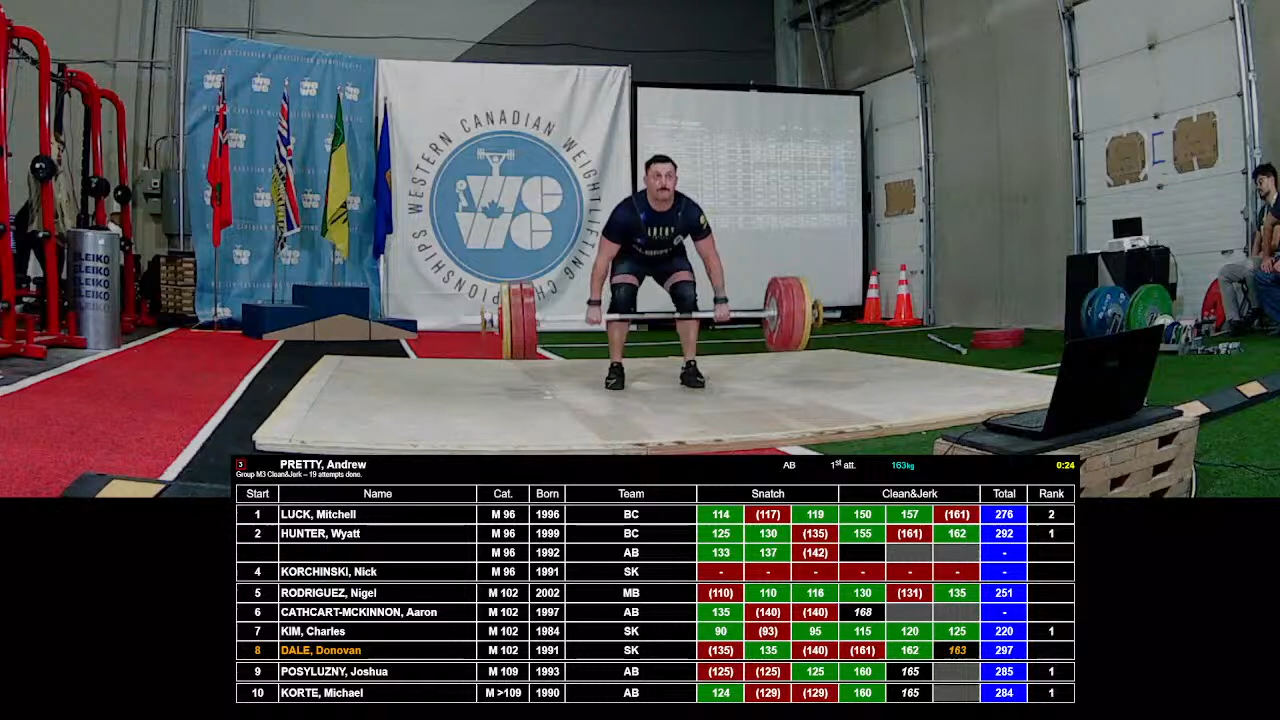 WESTERN CANADIAN WEIGHTLIFTING CHAMPIONSHIPS
WC
WC
ELEIKO
ELEIKO
ELEIKO
ELEIKO
3 PRETTY, Andrew AB 1st att. 163kg 0:24
Group M3 Clean&Jerk – 19 attempts done.
Start Name Cat. Born Team Snatch Clean&Jerk Total Rank
1 LUCK, Mitchell M 96 1996 BC 114 (117) 119 150 157 (161) 276 2
2 HUNTER, Wyatt M 96 1999 BC 125 130 (135) 155 (161) 162 292 1
M 96 1992 AB 133 137 (142) -
4 KORCHINSKI, Nick M 96 1991 SK - - - - - - -
5 RODRIGUEZ, Nigel M 102 2002 MB (110) 110 116 130 (131) 135 251
6 CATHCART-MCKINNON, Aaron M 102 1997 AB 135 (140) (140) 168 -
7 KIM, Charles M 102 1984 SK 90 (93) 95 115 120 125 220 1
8 DALE, Donovan M 102 1991 SK (135) 135 (140) (161) 162 163 297
9 POSYLUZNY, Joshua M 109 1993 AB (125) (125) 125 160 165 285 1
10 KORTE, Michael M >109 1990 AB 124 (129) (129) 160 165 284 1